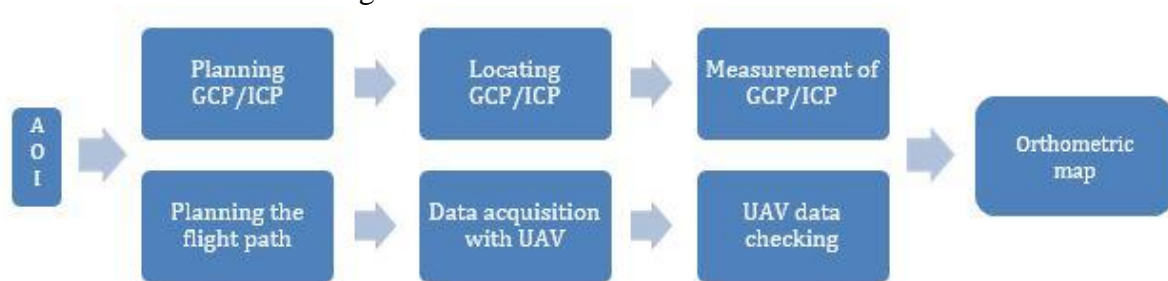 A
O
I
Planning
GCP/ICP
Locating
GCP/ICP
Measurement of
GCP/ICP
Planning the
flight path
Data acquisition
with UAV
UAV data
checking
Orthometric
map